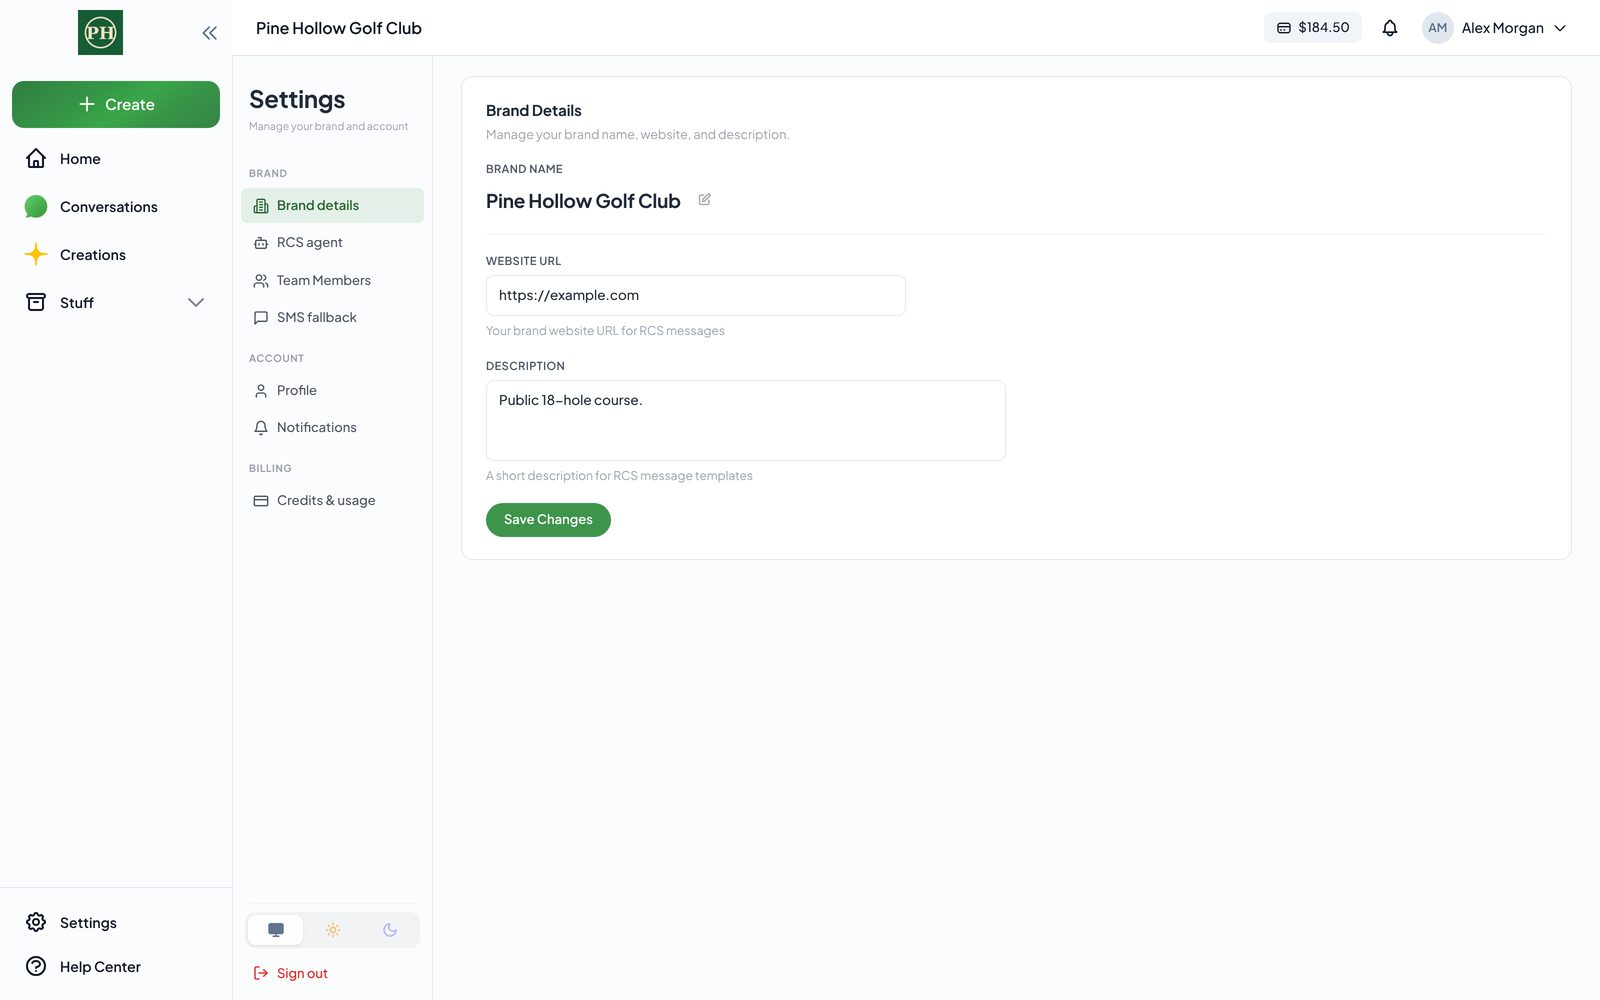 PH
Pine Hollow Golf Club
$184.50
AM
Alex Morgan
Create
Home
Conversations
Creations
Stuff
Settings
Help Center
Settings
Manage your brand and account
BRAND
Brand details
RCS agent
Team Members
SMS fallback
ACCOUNT
Profile
Notifications
BILLING
Credits & usage
Sign out
Brand Details
Manage your brand name, website, and description.
BRAND NAME
Pine Hollow Golf Club
WEBSITE URL
https://example.com
Your brand website URL for RCS messages
DESCRIPTION
Public 18-hole course.
A short description for RCS message templates
Save Changes